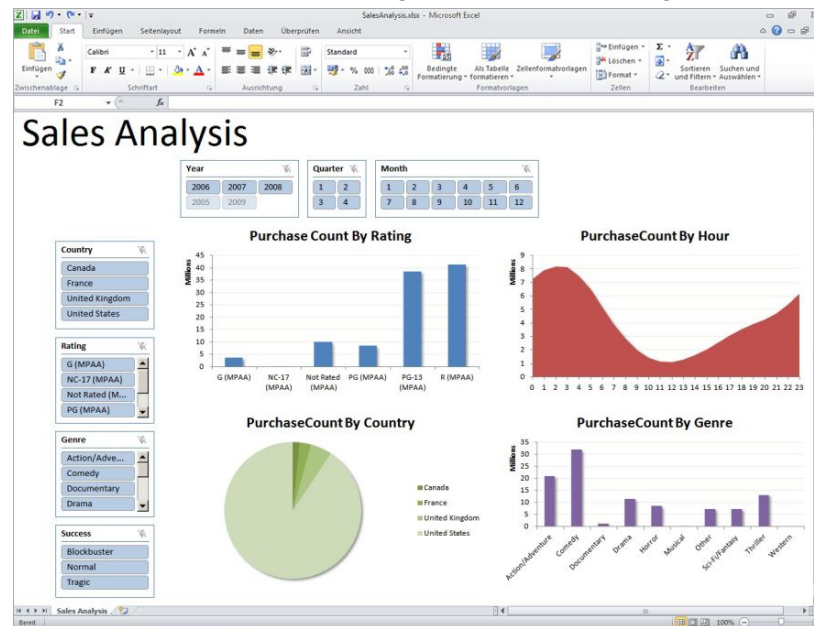 SalesAnalysis.xlsx - Microsoft Excel
Datei Start Einfügen Seitenlayout Formeln Daten Überprüfen Ansicht
Einfügen
Calibri 11
F K U
Standard
% 000
Bedingte Formatierung
Als Tabelle formatieren
Zellenformatvorlagen
Einfügen
Löschen
Format
Sortieren und Filtern
Suchen und Auswählen
Zwischenablage Schriftart Ausrichtung Zahl Formatvorlagen Zellen Bearbeiten
F2 fx
Sales Analysis
Year
2006 2007 2008
2005 2009
Quarter
1 2
3 4
Month
1 2 3 4 5 6
7 8 9 10 11 12
Country
Canada
France
United Kingdom
United States
Rating
G (MPAA)
NC-17 (MPAA)
Not Rated (M...
PG (MPAA)
Genre
Action/Adve...
Comedy
Documentary
Drama
Success
Blockbuster
Normal
Tragic
Purchase Count By Rating
Millions
45
40
35
30
25
20
15
10
5
0
G (MPAA) NC-17 (MPAA) Not Rated (MPAA) PG (MPAA) PG-13 (MPAA) R (MPAA)
PurchaseCount By Hour
Millions
9
8
7
6
5
4
3
2
1
0
0 1 2 3 4 5 6 7 8 9 10 11 12 13 14 15 16 17 18 19 20 21 22 23
PurchaseCount By Country
Canada
France
United Kingdom
United States
PurchaseCount By Genre
Millions
35
30
25
20
15
10
5
0
Action/Adventure Comedy Documentary Drama Horror Musical Other Sci-Fi/Fantasy Thriller Western
Sales Analysis
Bereit 100%